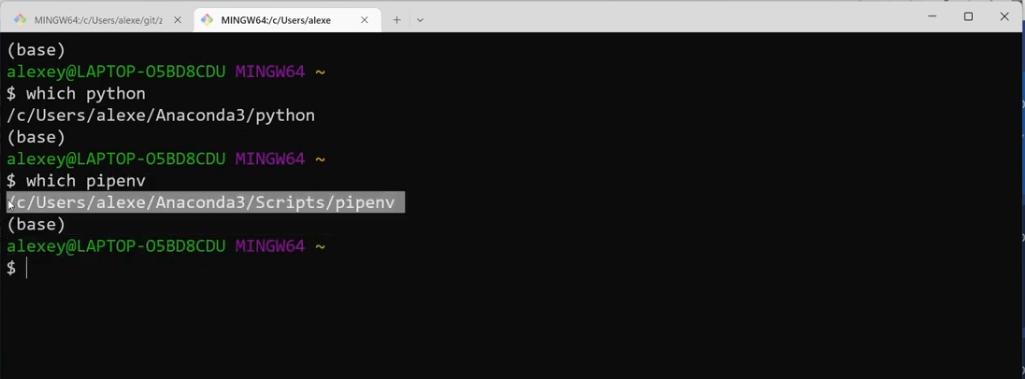 MINGW64:/c/Users/alexe/git/z
MINGW64:/c/Users/alexe
(base)
alexey@LAPTOP-O5BD8CDU MINGW64 ~
$ which python
/c/Users/alexe/Anaconda3/python
(base)
alexey@LAPTOP-O5BD8CDU MINGW64 ~
$ which pipenv
/c/Users/alexe/Anaconda3/Scripts/pipenv
(base)
alexey@LAPTOP-O5BD8CDU MINGW64 ~
$